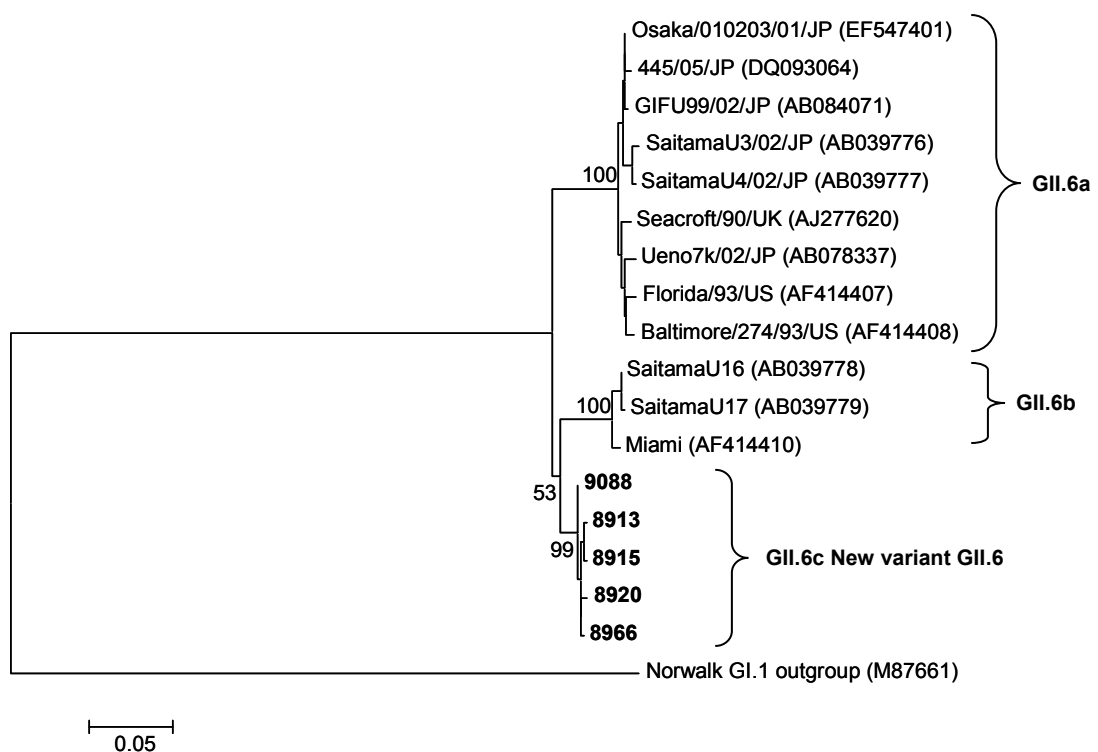 Osaka/010203/01/JP (EF547401)
445/05/JP (DQ093064)
GIFU99/02/JP (AB084071)
SaitamaU3/02/JP (AB039776)
100
SaitamaU4/02/JP (AB039777)
GII.6a
Seacroft/90/UK (AJ277620)
Ueno7k/02/JP (AB078337)
Florida/93/US (AF414407)
Baltimore/274/93/US (AF414408)
SaitamaU16 (AB039778)
100
SaitamaU17 (AB039779)
GII.6b
Miami (AF414410)
53
9088
8913
99
8915
GII.6c New variant GII.6
8920
8966
Norwalk GI.1 outgroup (M87661)
0.05